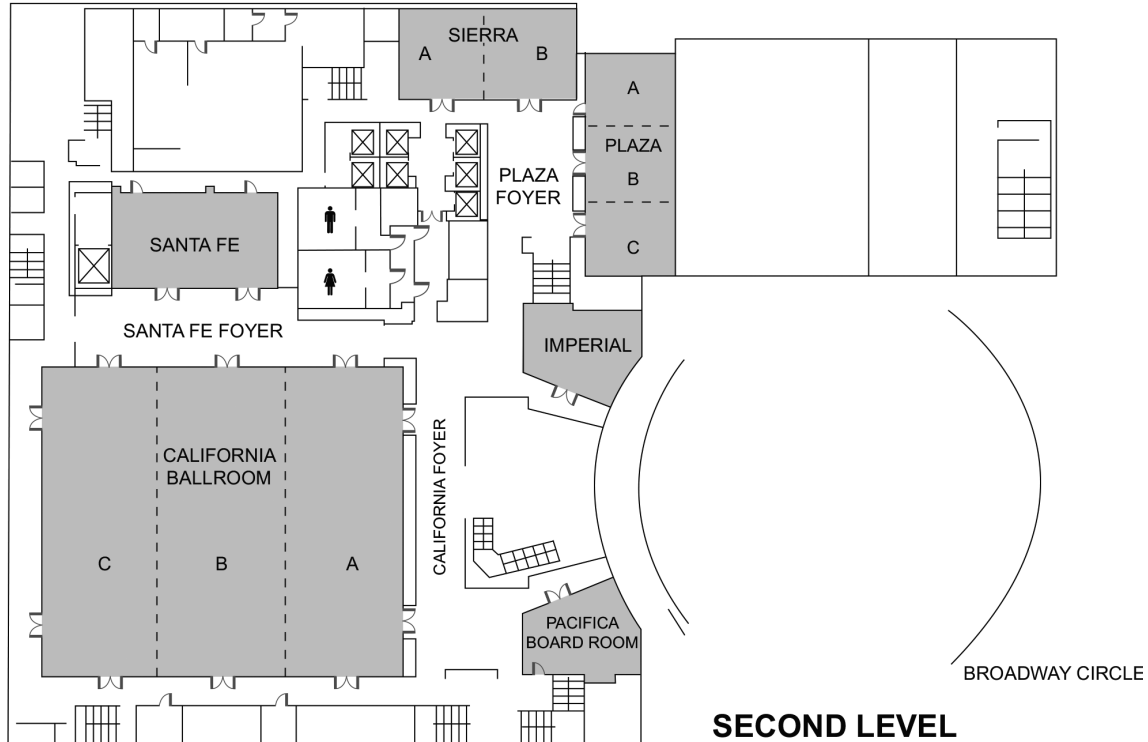 SIERRA
A
B
A
PLAZA
B
C
PLAZA
FOYER
SANTA FE
SANTA FE FOYER
IMPERIAL
CALIFORNIA
BALLROOM
C
B
A
CALIFORNIA FOYER
PACIFICA
BOARD ROOM
BROADWAY CIRCLE
SECOND LEVEL